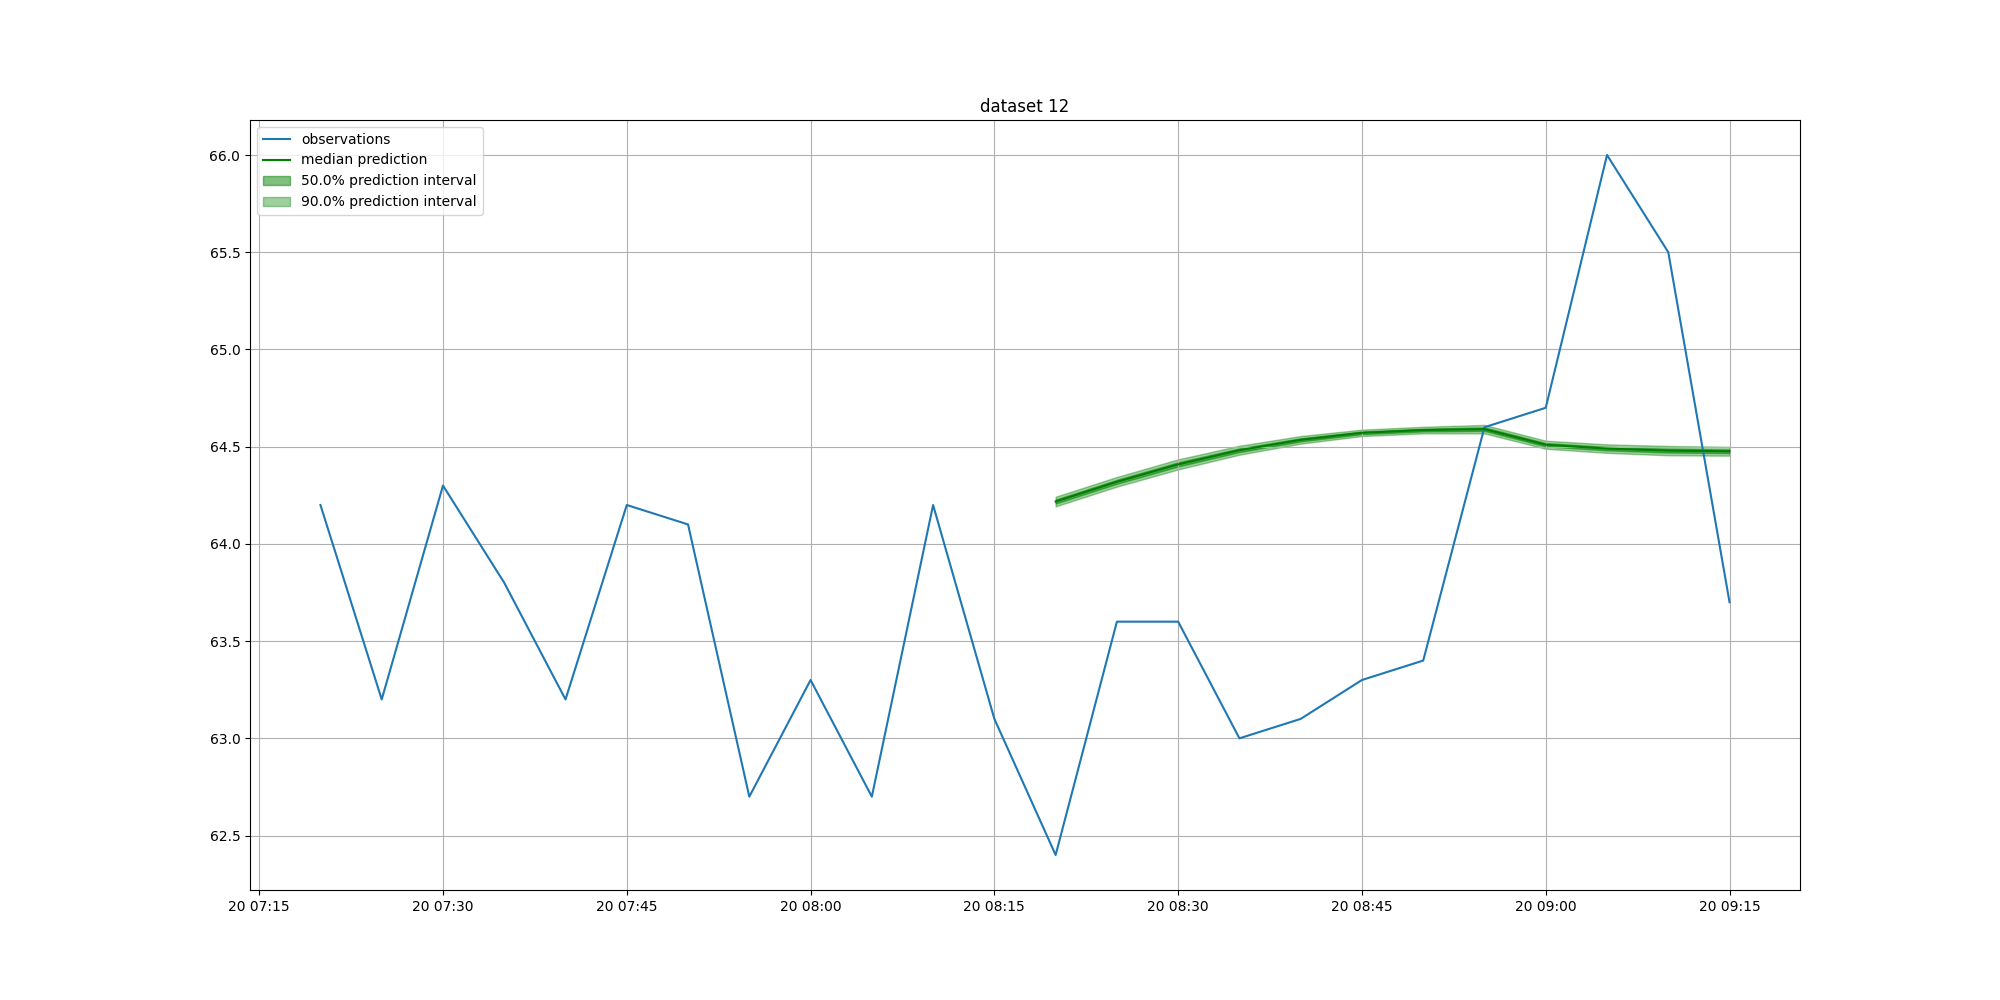 dataset 12
observations
median prediction
50.0% prediction interval
90.0% prediction interval
66.0
65.5
65.0
64.5
64.0
63.5
63.0
62.5
20 07:15 20 07:30 20 07:45 20 08:00 20 08:15 20 08:30 20 08:45 20 09:00 20 09:15